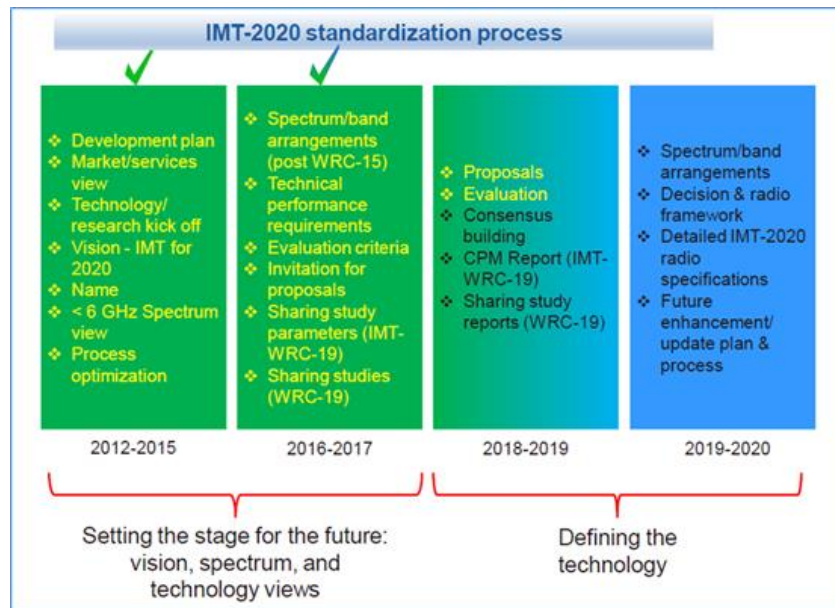 IMT-2020 standardization process
❖ Development plan
❖ Market/services
view
❖ Technology/
research kick off
❖ Vision - IMT for
2020
❖ Name
❖ < 6 GHz Spectrum
view
❖ Process
optimization
2012-2015
❖ Spectrum/band
arrangements
(post WRC-15)
❖ Technical
performance
requirements
❖ Evaluation criteria
❖ Invitation for
proposals
❖ Sharing study
parameters (IMT-
WRC-19)
❖ Sharing studies
(WRC-19)
2016-2017
❖ Proposals
❖ Evaluation
❖ Consensus
building
❖ CPM Report (IMT-
WRC-19)
❖ Sharing study
reports (WRC-19)
2018-2019
❖ Spectrum/band
arrangements
❖ Decision & radio
framework
❖ Detailed IMT-2020
radio
specifications
❖ Future
enhancement/
update plan &
process
2019-2020
Setting the stage for the future:
vision, spectrum, and
technology views
Defining the
technology